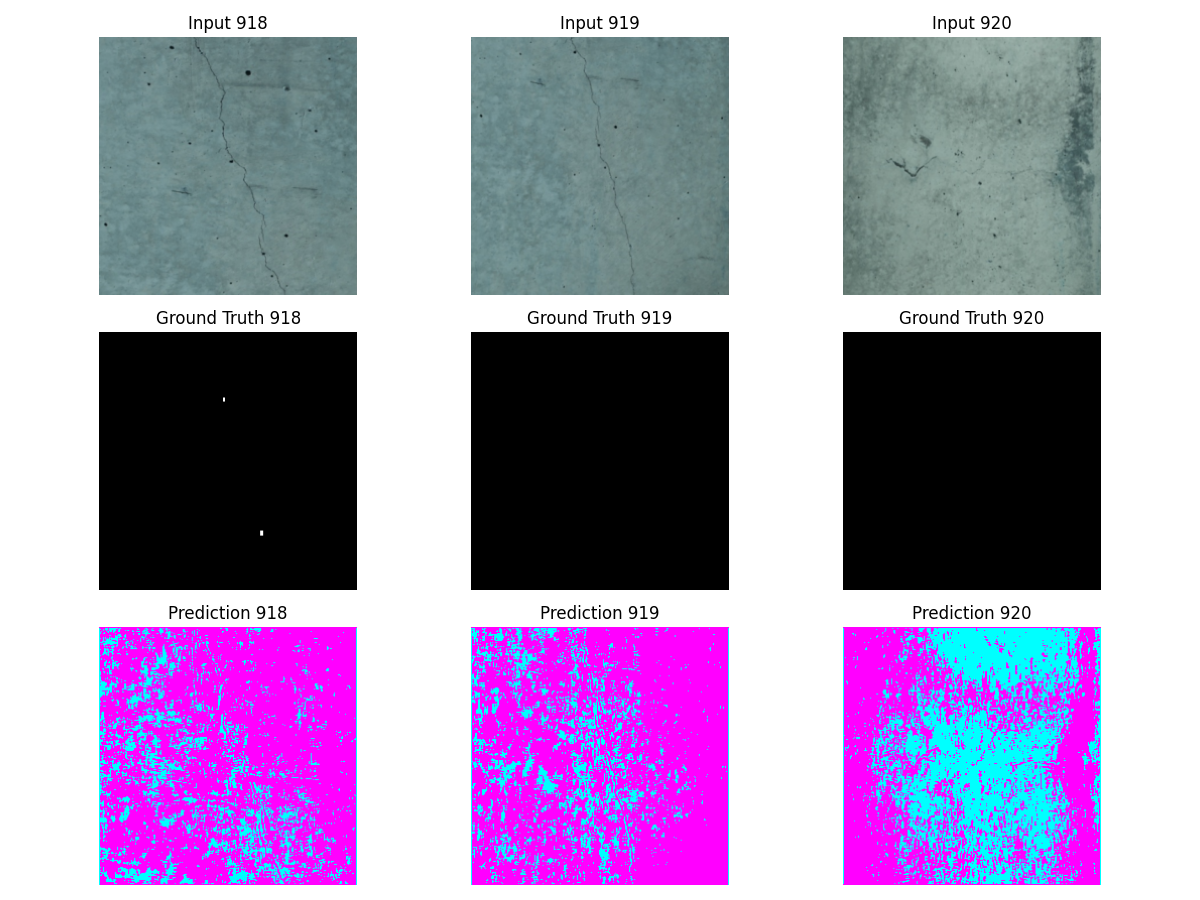 Input 918
Input 919
Input 920
Ground Truth 918
Ground Truth 919
Ground Truth 920
Prediction 918
Prediction 919
Prediction 920